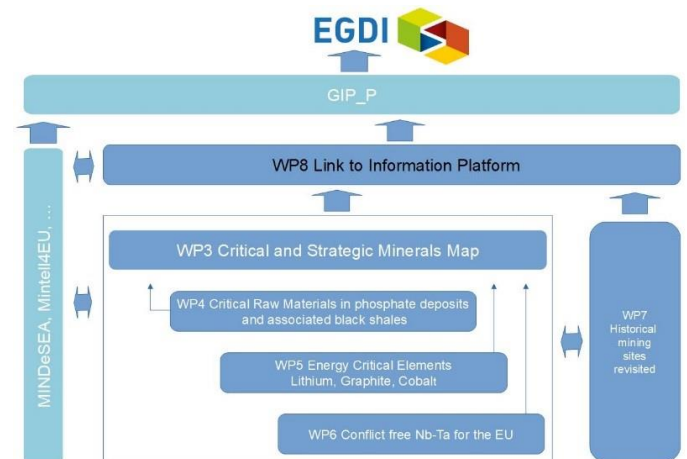 EGDI
GIP_P
WP8 Link to Information Platform
MINDeSEA, Mintell4EU, ...
WP3 Critical and Strategic Minerals Map
WP4 Critical Raw Materials in phosphate deposits
and associated black shales
WP5 Energy Critical Elements
Lithium, Graphite, Cobalt
WP6 Conflict free Nb-Ta for the EU
WP7
Historical
mining
sites
revisited